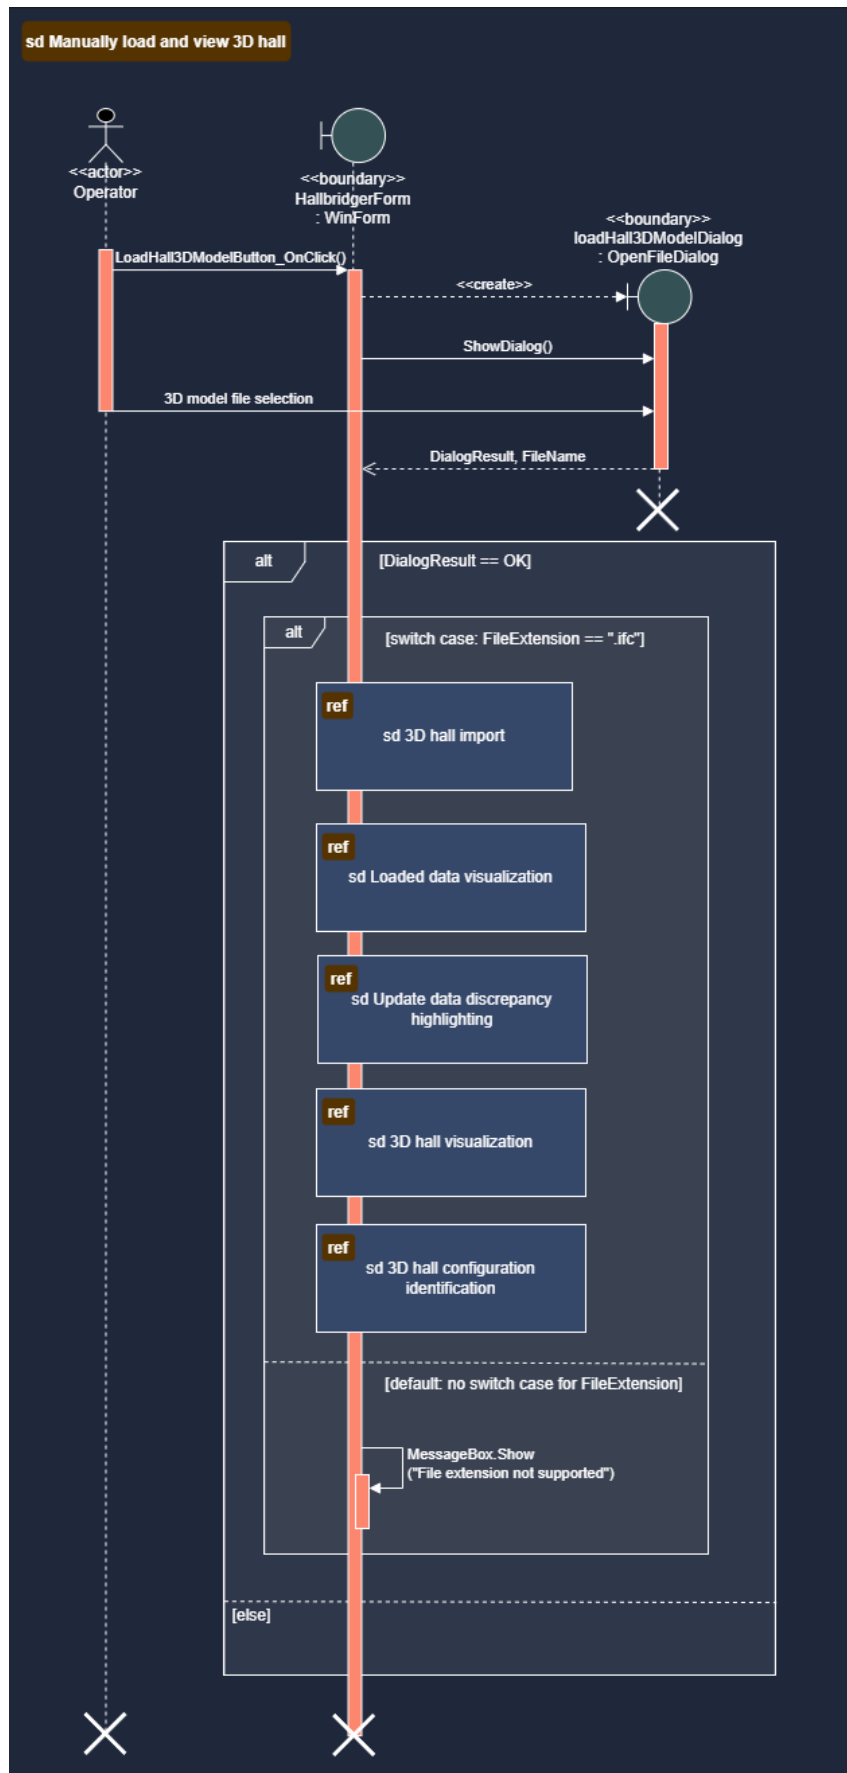 sd Manually load and view 3D hall
<<actor>>
Operator
<<boundary>>
HallbridgerForm
: WinForm
<<boundary>>
loadHall3DModelDialog
: OpenFileDialog
LoadHall3DModelButton_OnClick()
<<create>>
ShowDialog()
3D model file selection
DialogResult, FileName
alt
[DialogResult == OK]
alt
[switch case: FileExtension == ".ifc"]
ref
sd 3D hall import
ref
sd Loaded data visualization
ref
sd Update data discrepancy
highlighting
ref
sd 3D hall visualization
ref
sd 3D hall configuration
identification
[default: no switch case for FileExtension]
MessageBox.Show
("File extension not supported")
[else]